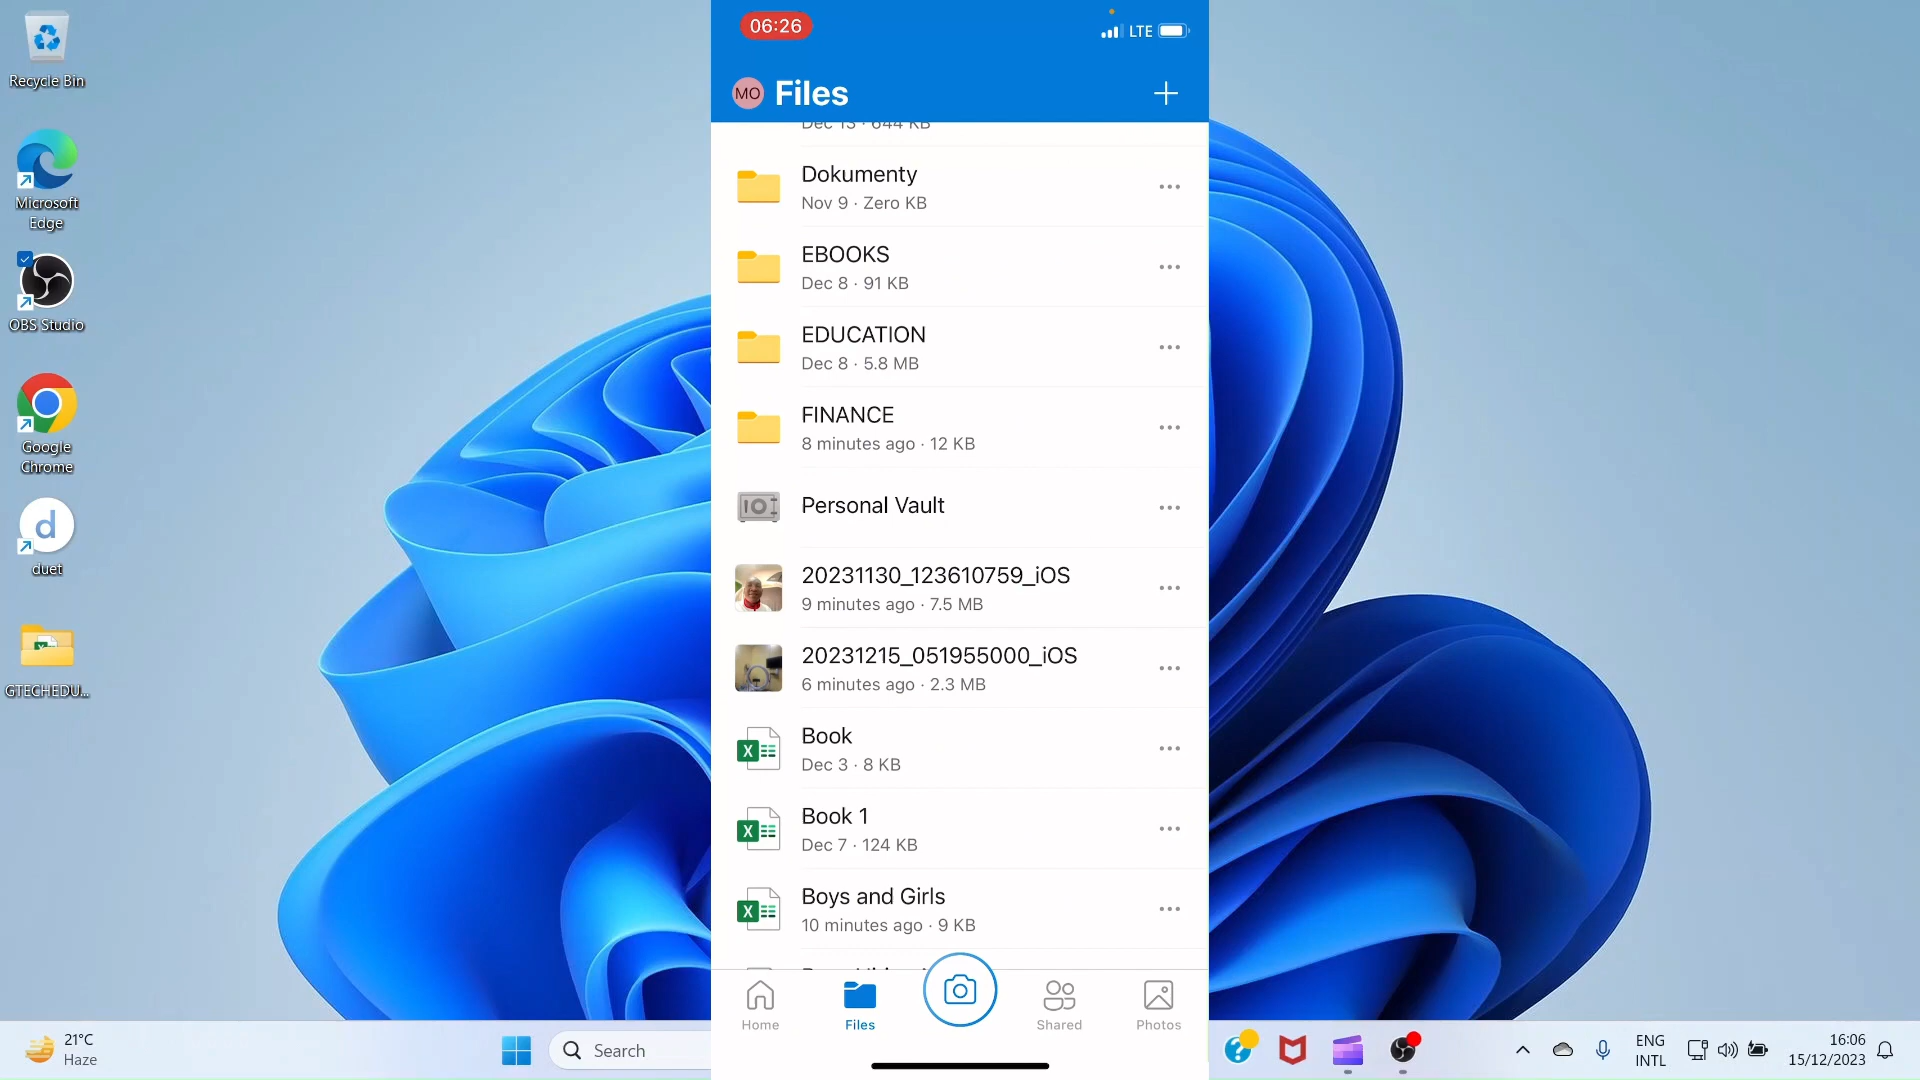 Recycle Bin
Microsoft
Edge
OBS Studio
Google
Chrome
d
duet
GTECHEDU...
06:26
LTE
MO Files
Dec 13 · 644 KB
Dokumenty
Nov 9 · Zero KB
EBOOKS
Dec 8 · 91 KB
EDUCATION
Dec 8 · 5.8 MB
FINANCE
8 minutes ago · 12 KB
Personal Vault
20231130_123610759_iOS
9 minutes ago · 7.5 MB
20231215_051955000_iOS
6 minutes ago · 2.3 MB
Book
Dec 3 · 8 KB
Book 1
Dec 7 · 124 KB
Boys and Girls
10 minutes ago · 9 KB
Home
Files
Shared
Photos
21°C
Haze
Search
ENG
INTL
16:06
15/12/2023